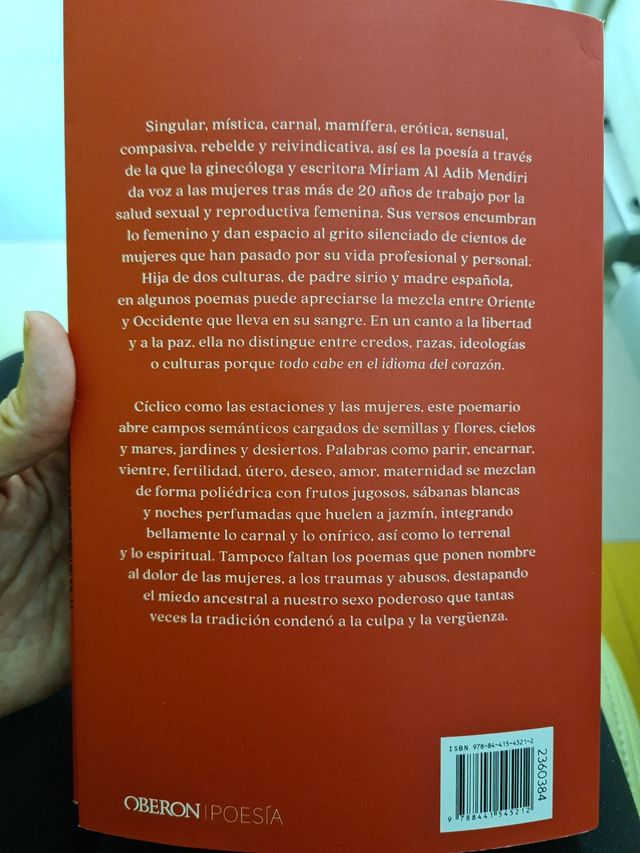 Singular, mística, carnal, mamífera, erótica, sensual,
compasiva, rebelde y reivindicativa, así es la poesía a través
de la que la ginecóloga y escritora Miriam Al Adib Mendiri
da voz a las mujeres tras más de 20 años de trabajo por la
salud sexual y reproductiva femenina. Sus versos encumbran
lo femenino y dan espacio al grito silenciado de cientos de
mujeres que han pasado por su vida profesional y personal.
Hija de dos culturas, de padre sirio y madre española,
en algunos poemas puede apreciarse la mezcla entre Oriente
y Occidente que lleva en su sangre. En un canto a la libertad
y a la paz, ella no distingue entre credos, razas, ideologías
o culturas porque todo cabe en el idioma del corazón.
Cíclico como las estaciones y las mujeres, este poemario
abre campos semánticos cargados de semillas y flores, cielos
y mares, jardines y desiertos. Palabras como parir, encarnar,
vientre, fertilidad, útero, deseo, amor, maternidad se mezclan
de forma poliédrica con frutos jugosos, sábanas blancas
y noches perfumadas que huelen a jazmín, integrando
bellamente lo carnal y lo onírico, así como lo terrenal
y lo espiritual. Tampoco faltan los poemas que ponen nombre
al dolor de las mujeres, a los traumas y abusos, destapando
el miedo ancestral a nuestro sexo poderoso que tantas
veces la tradición condenó a la culpa y la vergüenza.
ISBN 978-84-415-4521-2
2360384
9 788441 545212
OBERON | POESÍA